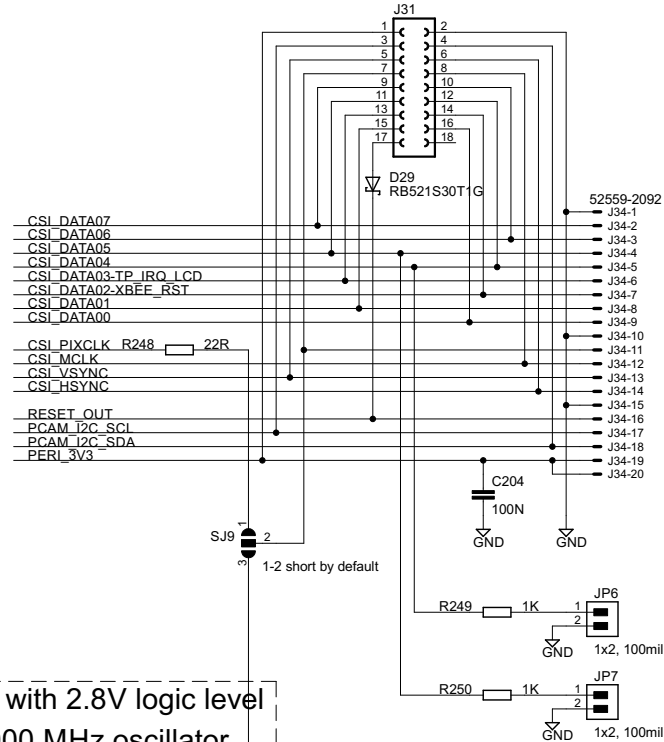 J31
1 2
3 4
5 6
7 8
9 10
11 12
13 14
15 16
17 18
D29
RB521S30T1G
52559-2092
J34-1
CSI_DATA07 J34-2
CSI_DATA06 J34-3
CSI_DATA05 J34-4
CSI_DATA04 J34-5
CSI_DATA03-TP_IRQ_LCD J34-6
CSI_DATA02-XBEE_RST J34-7
CSI_DATA01 J34-8
CSI_DATA00 J34-9
J34-10
CSI_PIXCLK R248 22R J34-11
CSI_MCLK J34-12
CSI_VSYNC J34-13
CSI_HSYNC J34-14
J34-15
RESET_OUT J34-16
PCAM_I2C_SCL J34-17
PCAM_I2C_SDA J34-18
PERI_3V3 J34-19
J34-20
C204
100N
GND GND
SJ9 1 2 3
1-2 short by default
JP6
R249 1K 1
2
GND 1x2, 100mil
JP7
R250 1K 1
2
GND 1x2, 100mil
with 2.8V logic level